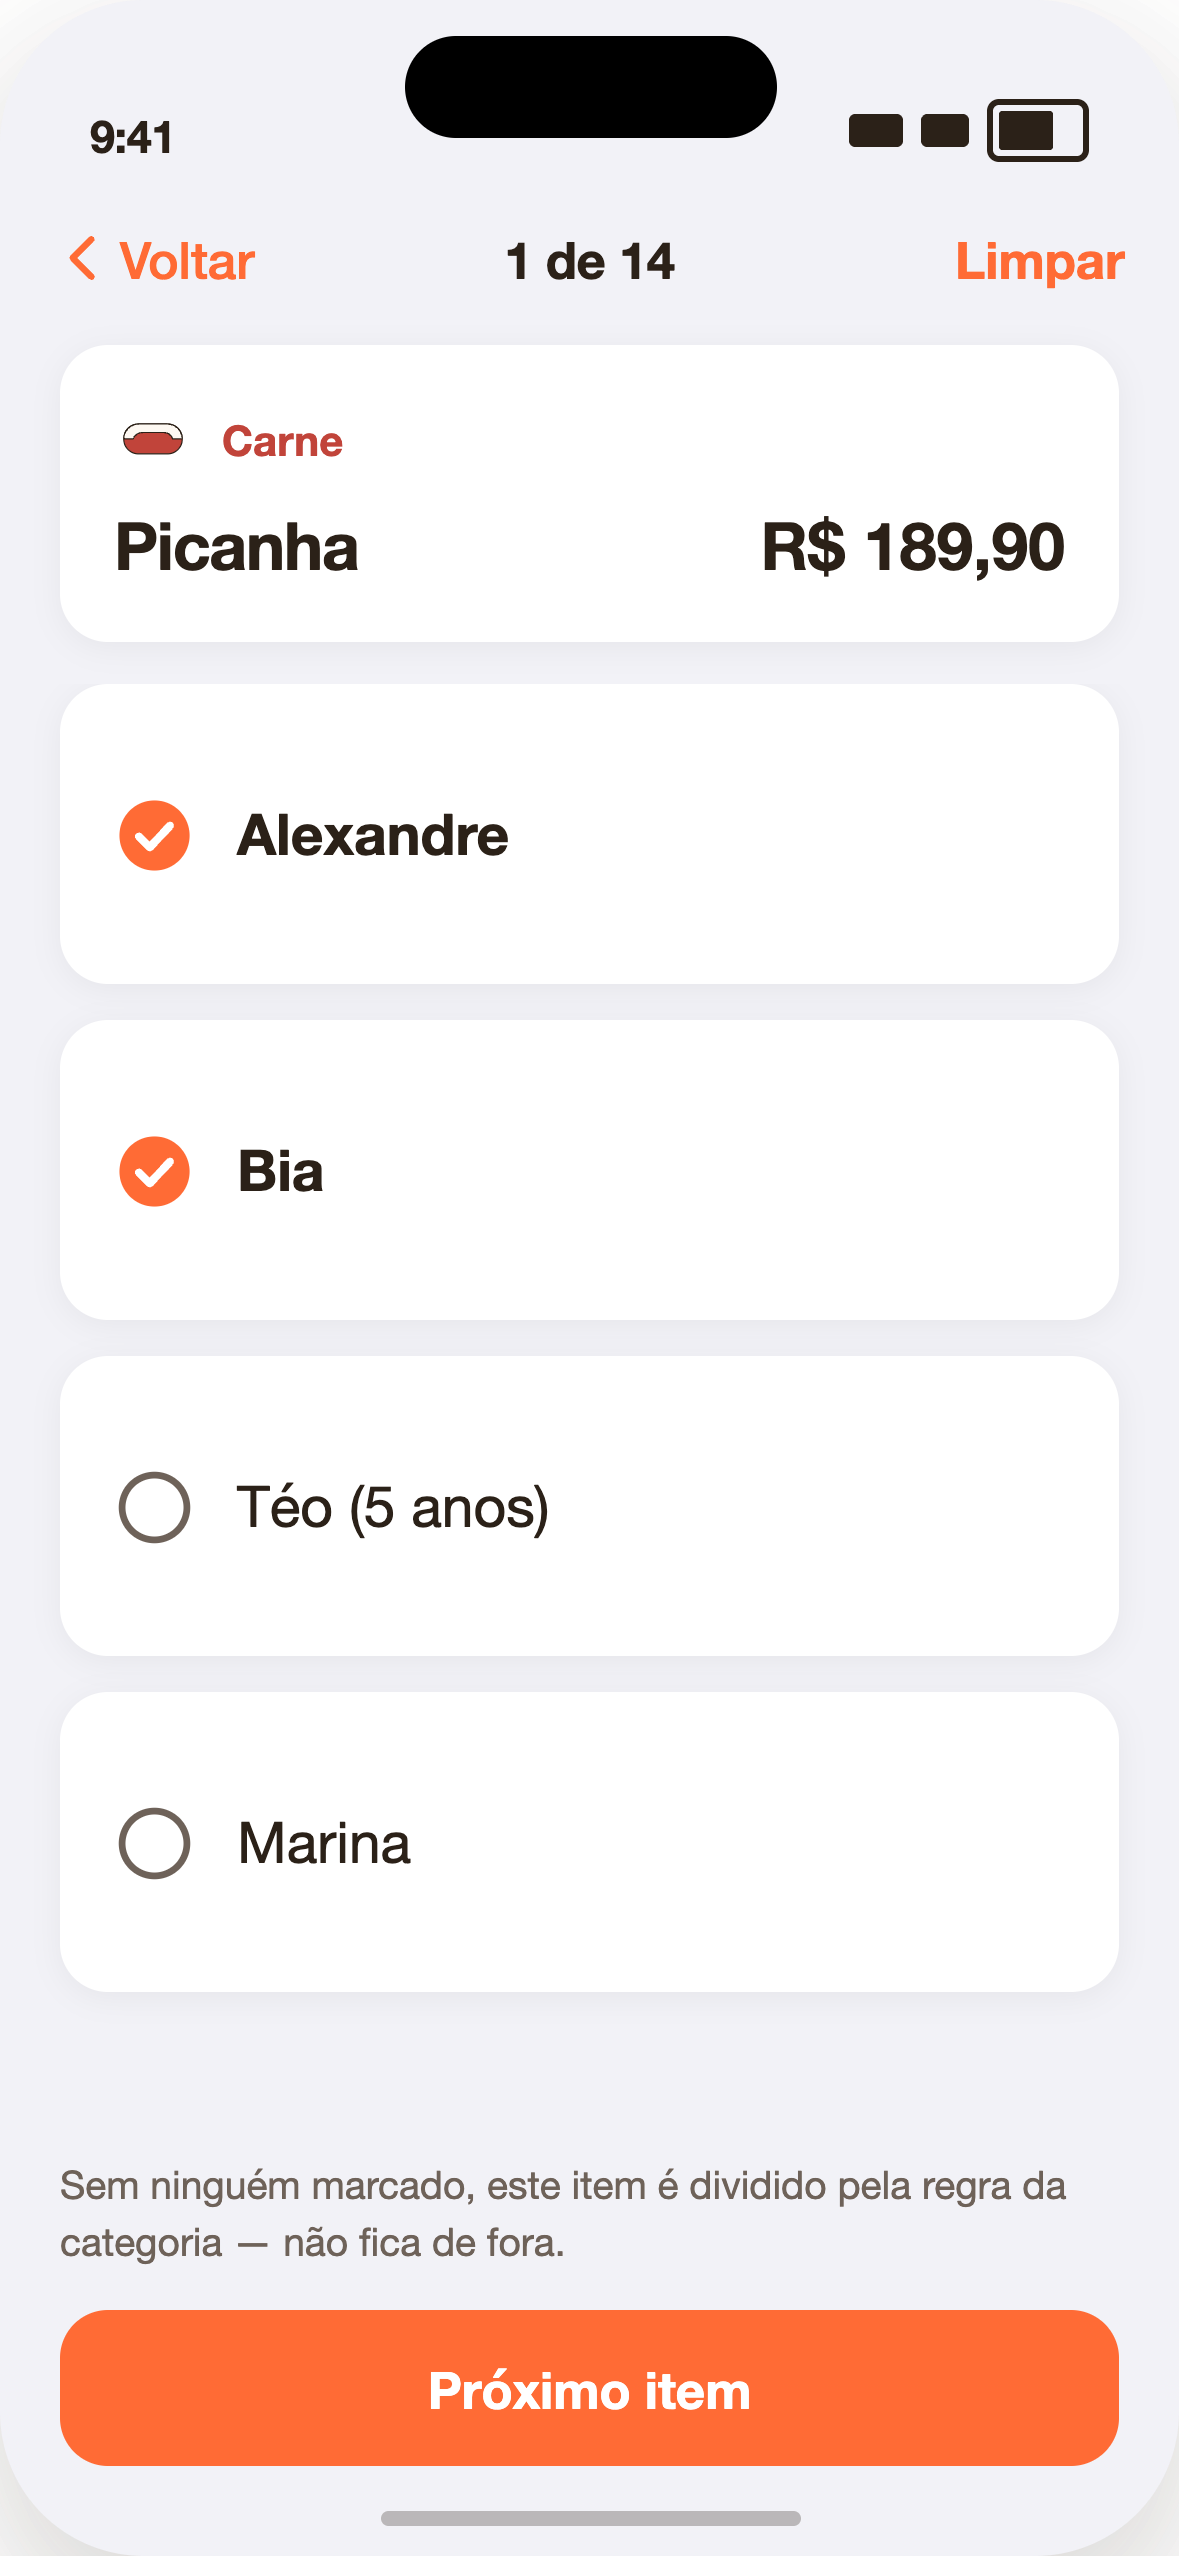 9:41
Voltar
1 de 14
Limpar
Carne
Picanha
R$ 189,90
Alexandre
Bia
Téo (5 anos)
Marina
Sem ninguém marcado, este item é dividido pela regra da
categoria — não fica de fora.
Próximo item